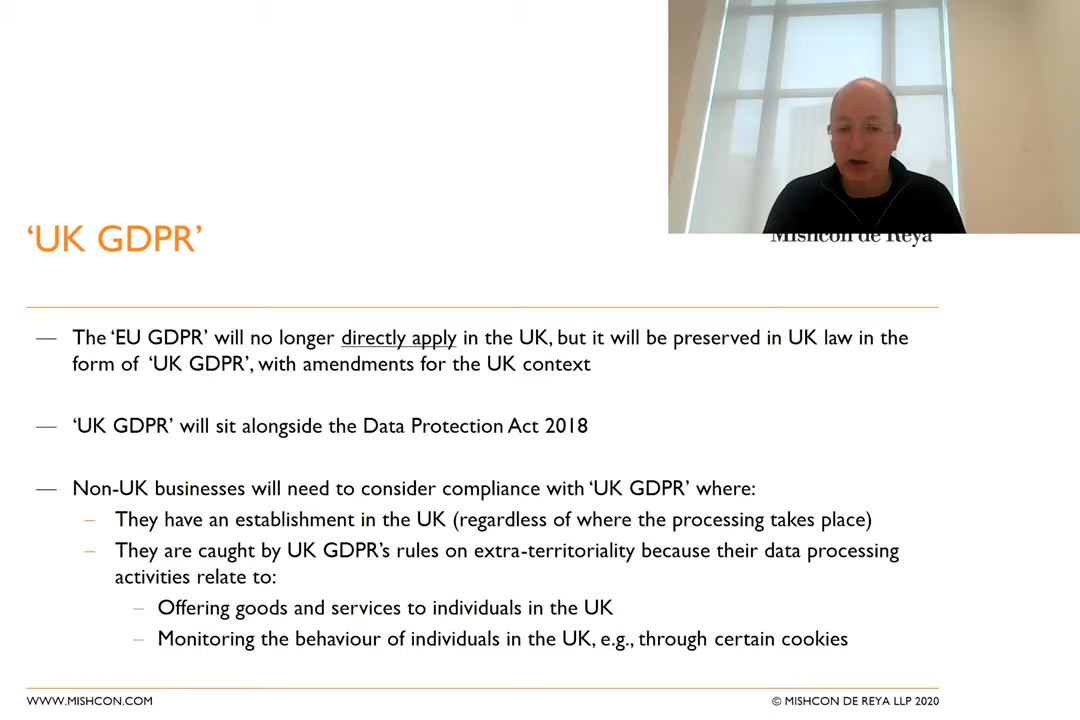 Mishcon de Reya
‘UK GDPR’
— The ‘EU GDPR’ will no longer directly apply in the UK, but it will be preserved in UK law in the
form of ‘UK GDPR’, with amendments for the UK context
— ‘UK GDPR’ will sit alongside the Data Protection Act 2018
— Non-UK businesses will need to consider compliance with ‘UK GDPR’ where:
– They have an establishment in the UK (regardless of where the processing takes place)
– They are caught by UK GDPR’s rules on extra-territoriality because their data processing
activities relate to:
– Offering goods and services to individuals in the UK
– Monitoring the behaviour of individuals in the UK, e.g., through certain cookies
WWW.MISHCON.COM
© MISHCON DE REYA LLP 2020